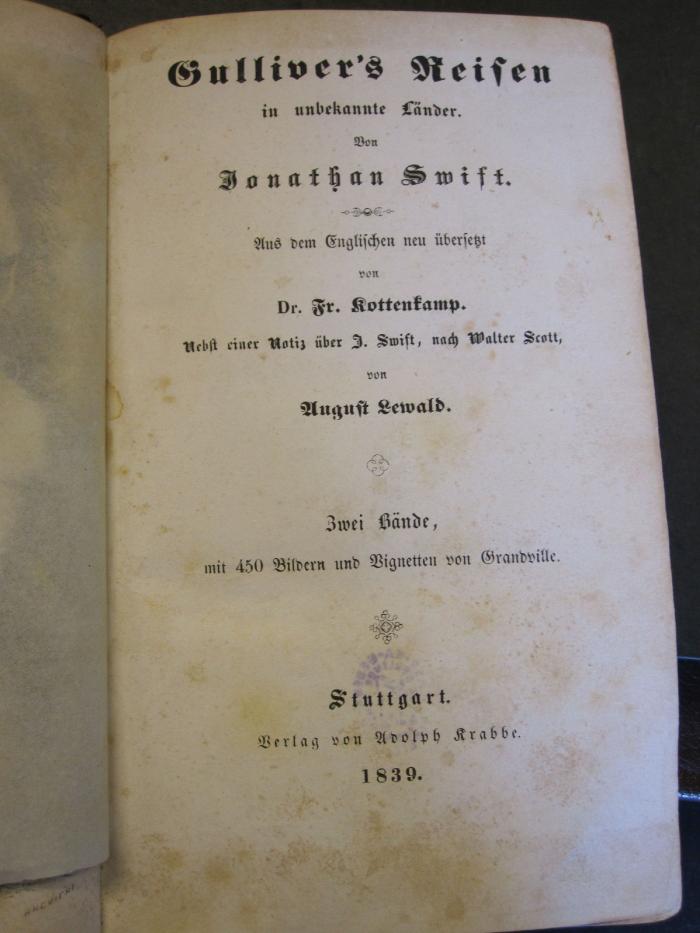 Gulliver's Reisen
in unbekannte Länder.
Von
Jonathan Swift.
Aus dem Englischen neu übersetzt
von
Dr. Fr. Kottenkamp.
Nebst einer Notiz über J. Swift, nach Walter Scott,
von
August Lewald.
Zwei Bände,
mit 450 Bildern und Vignetten von Grandville.
Stuttgart.
Verlag von Adolph Krabbe.
1839.